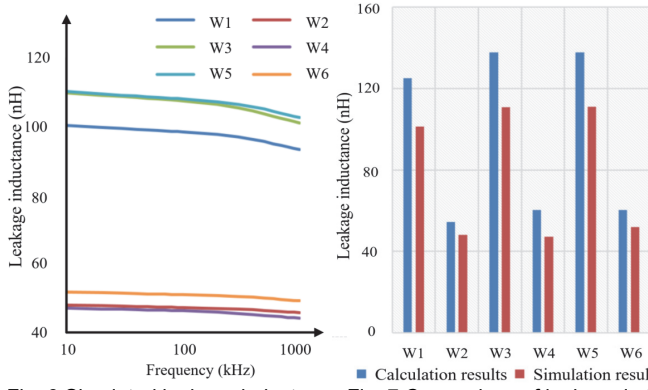 W1 W2
W3 W4
W5 W6
Leakage inductance (nH)
120
100
80
60
40
10 100 1000
Frequency (kHz)
Leakage inductance (nH)
160
120
80
40
0
W1 W2 W3 W4 W5 W6
Calculation results Simulation resul